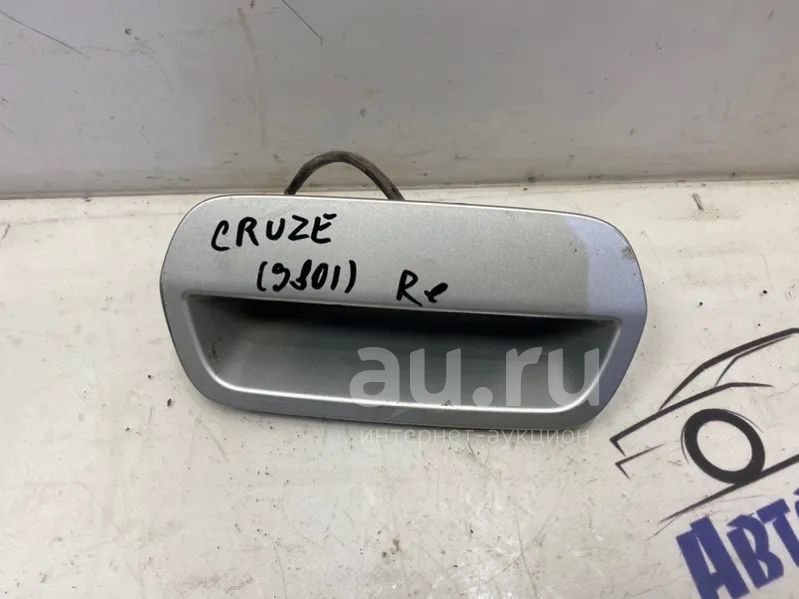 CRUZE
(9801) Re
au.ru
интернет-аукцион
АВТО